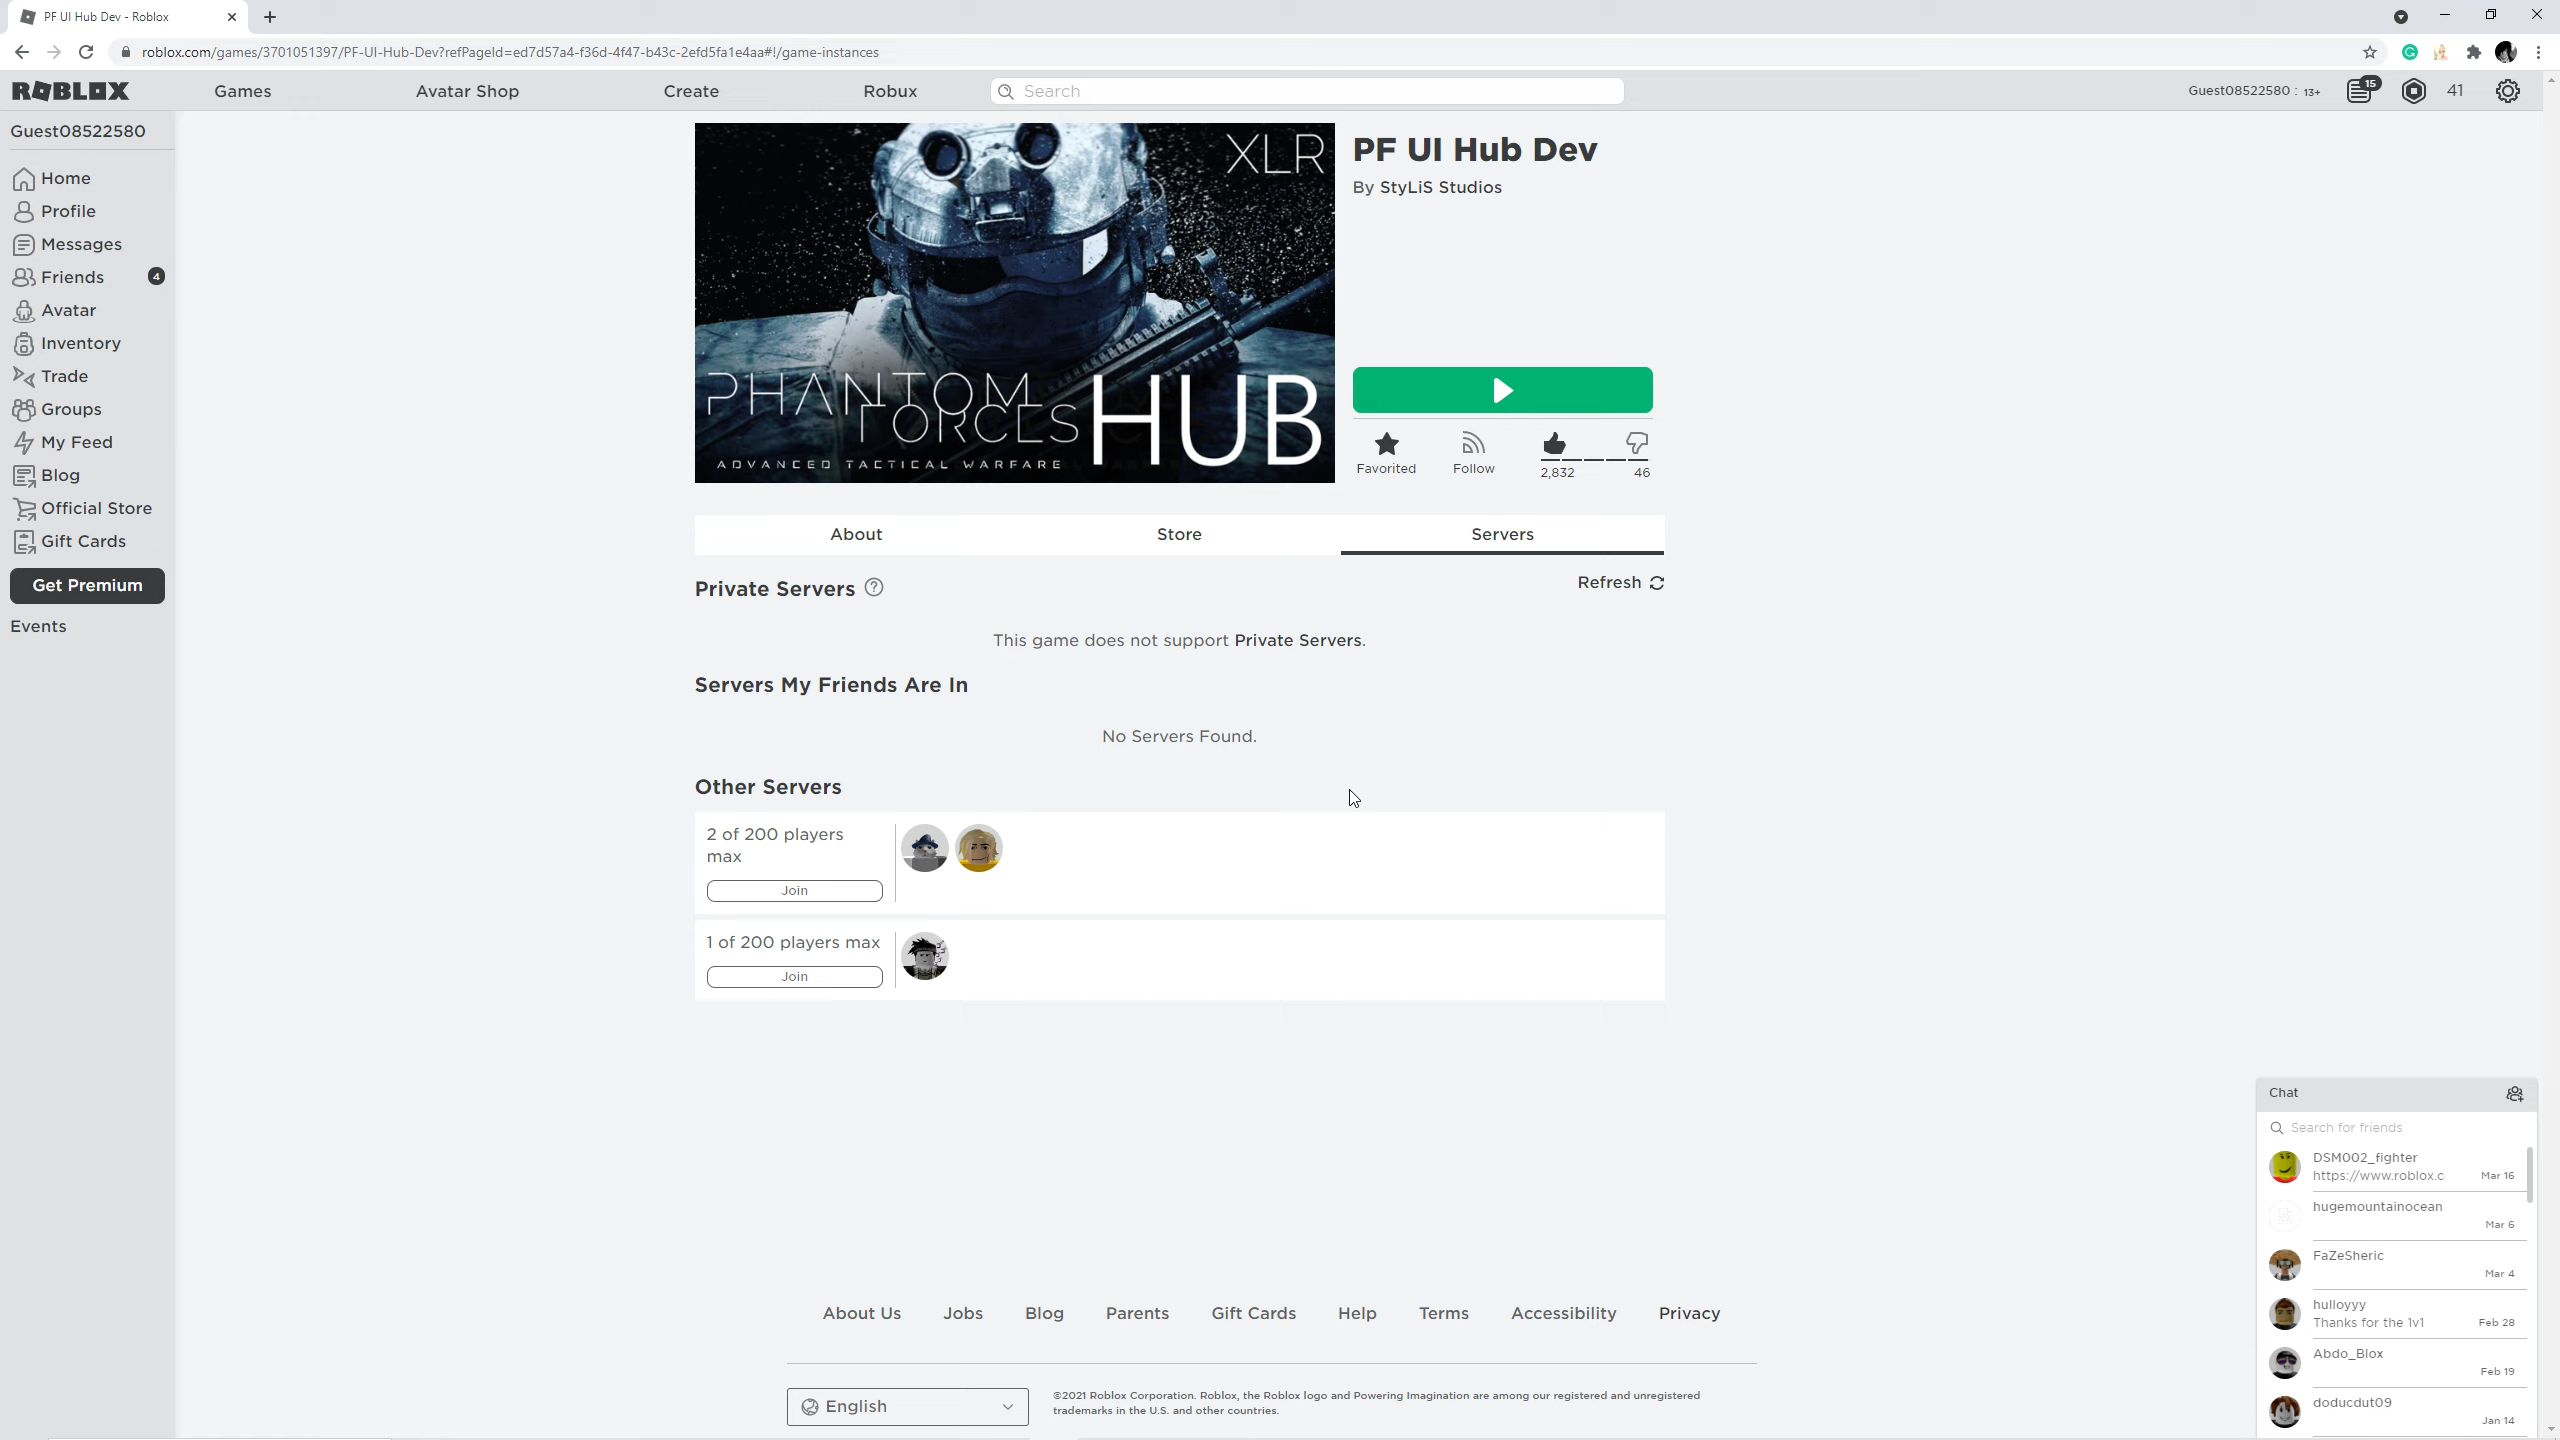 PF UI Hub Dev - Roblox
roblox.com/games/3701051397/PF-UI-Hub-Dev?refPageId=ed7d57a4-f36d-4f47-b43c-2efd5fa1e4aa#!/game-instances
ROBLOX
Games
Avatar Shop
Create
Robux
Search
Guest08522580 : 13+
15
41
Guest08522580
Home
Profile
Messages
Friends 4
Avatar
Inventory
Trade
Groups
My Feed
Blog
Official Store
Gift Cards
Get Premium
Events
XLR
PHANTOM
FORCES
HUB
ADVANCED TACTICAL WARFARE
PF UI Hub Dev
By StyLiS Studios
Favorited
Follow
2,832
46
About
Store
Servers
Private Servers
Refresh
This game does not support Private Servers.
Servers My Friends Are In
No Servers Found.
Other Servers
2 of 200 players
max
Join
1 of 200 players max
Join
Chat
Search for friends
DSM002_fighter
https://www.roblox.c Mar 16
hugemountainocean
Mar 6
FaZeSheric
Mar 4
hulloyyy
Thanks for the 1v1 Feb 28
Abdo_Blox
Feb 19
doducdut09
Jan 14
About Us
Jobs
Blog
Parents
Gift Cards
Help
Terms
Accessibility
Privacy
English
©2021 Roblox Corporation. Roblox, the Roblox logo and Powering Imagination are among our registered and unregistered
trademarks in the U.S. and other countries.